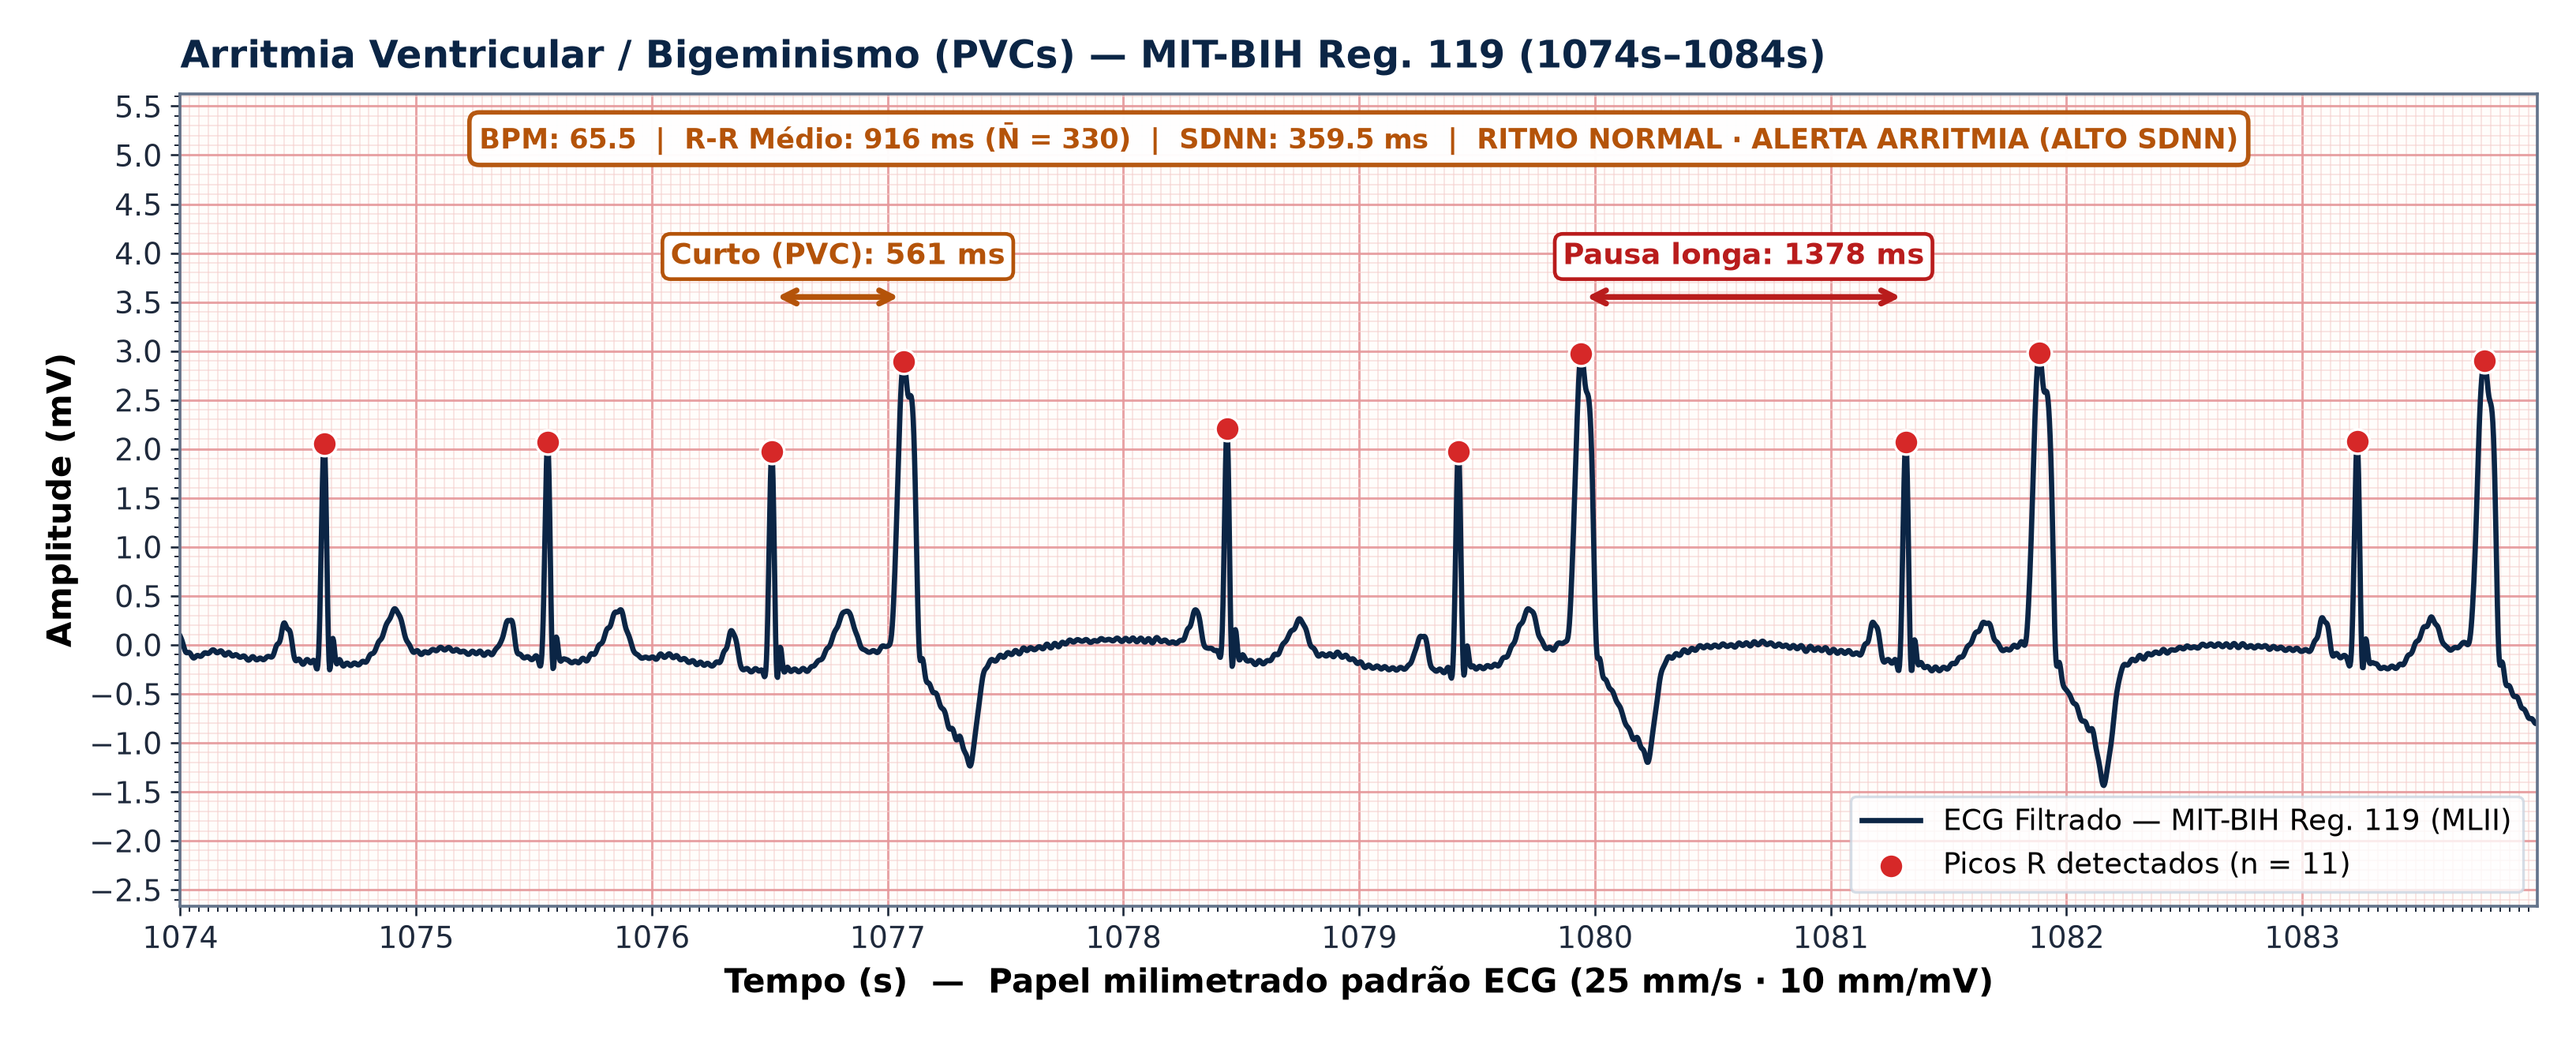 Arritmia Ventricular / Bigeminismo (PVCs) — MIT-BIH Reg. 119 (1074s–1084s)
BPM: 65.5 | R-R Médio: 916 ms (N̄ = 330) | SDNN: 359.5 ms | RITMO NORMAL · ALERTA ARRITMIA (ALTO SDNN)
Curto (PVC): 561 ms
Pausa longa: 1378 ms
Amplitude (mV)
5.5
5.0
4.5
4.0
3.5
3.0
2.5
2.0
1.5
1.0
0.5
0.0
−0.5
−1.0
−1.5
−2.0
−2.5
ECG Filtrado — MIT-BIH Reg. 119 (MLII)
Picos R detectados (n = 11)
1074 1075 1076 1077 1078 1079 1080 1081 1082 1083
Tempo (s) — Papel milimetrado padrão ECG (25 mm/s · 10 mm/mV)